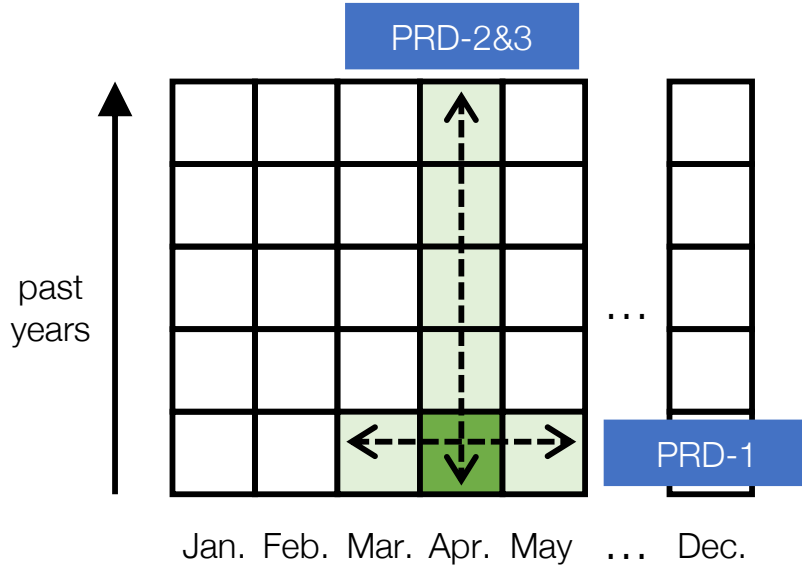 PRD-2&3
past
years
…
PRD-1
Jan. Feb. Mar. Apr. May … Dec.